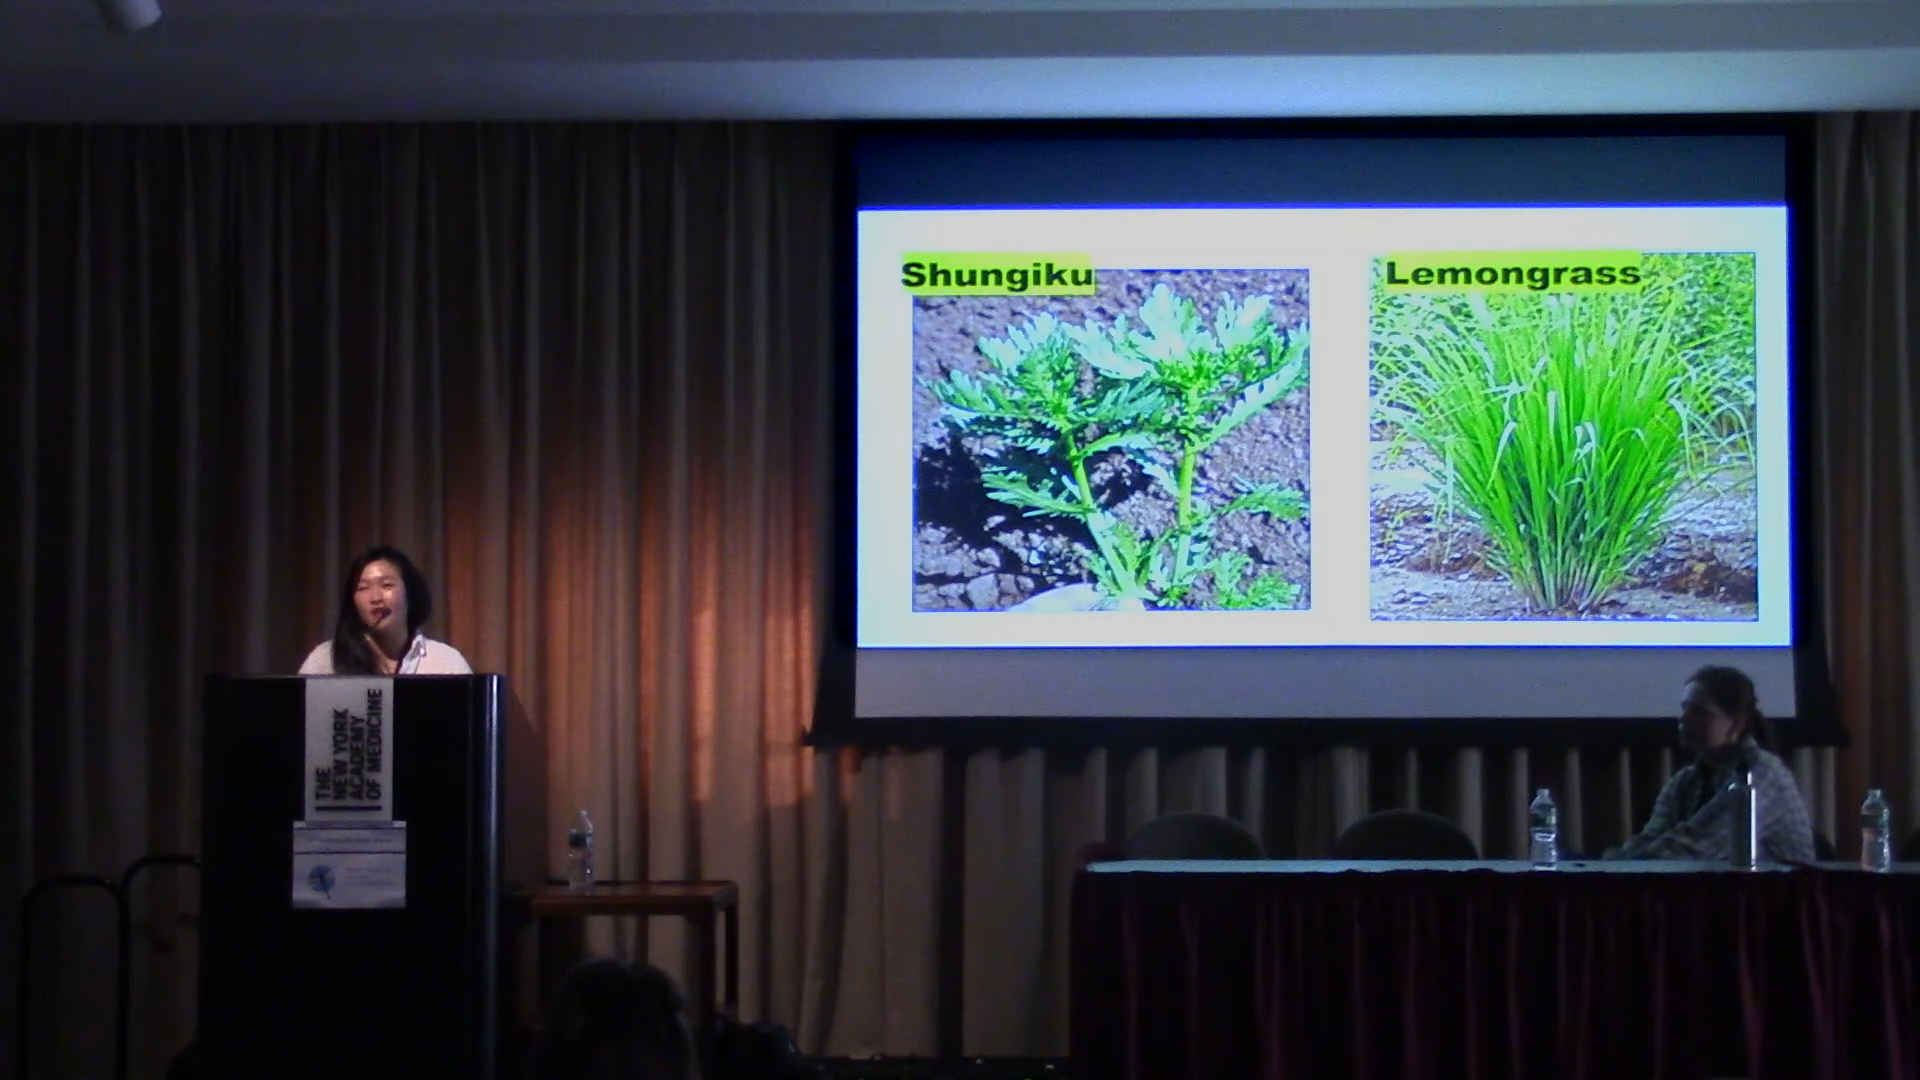 Shungiku
Lemongrass
THE
NEW YORK
ACADEMY
OF MEDICINE